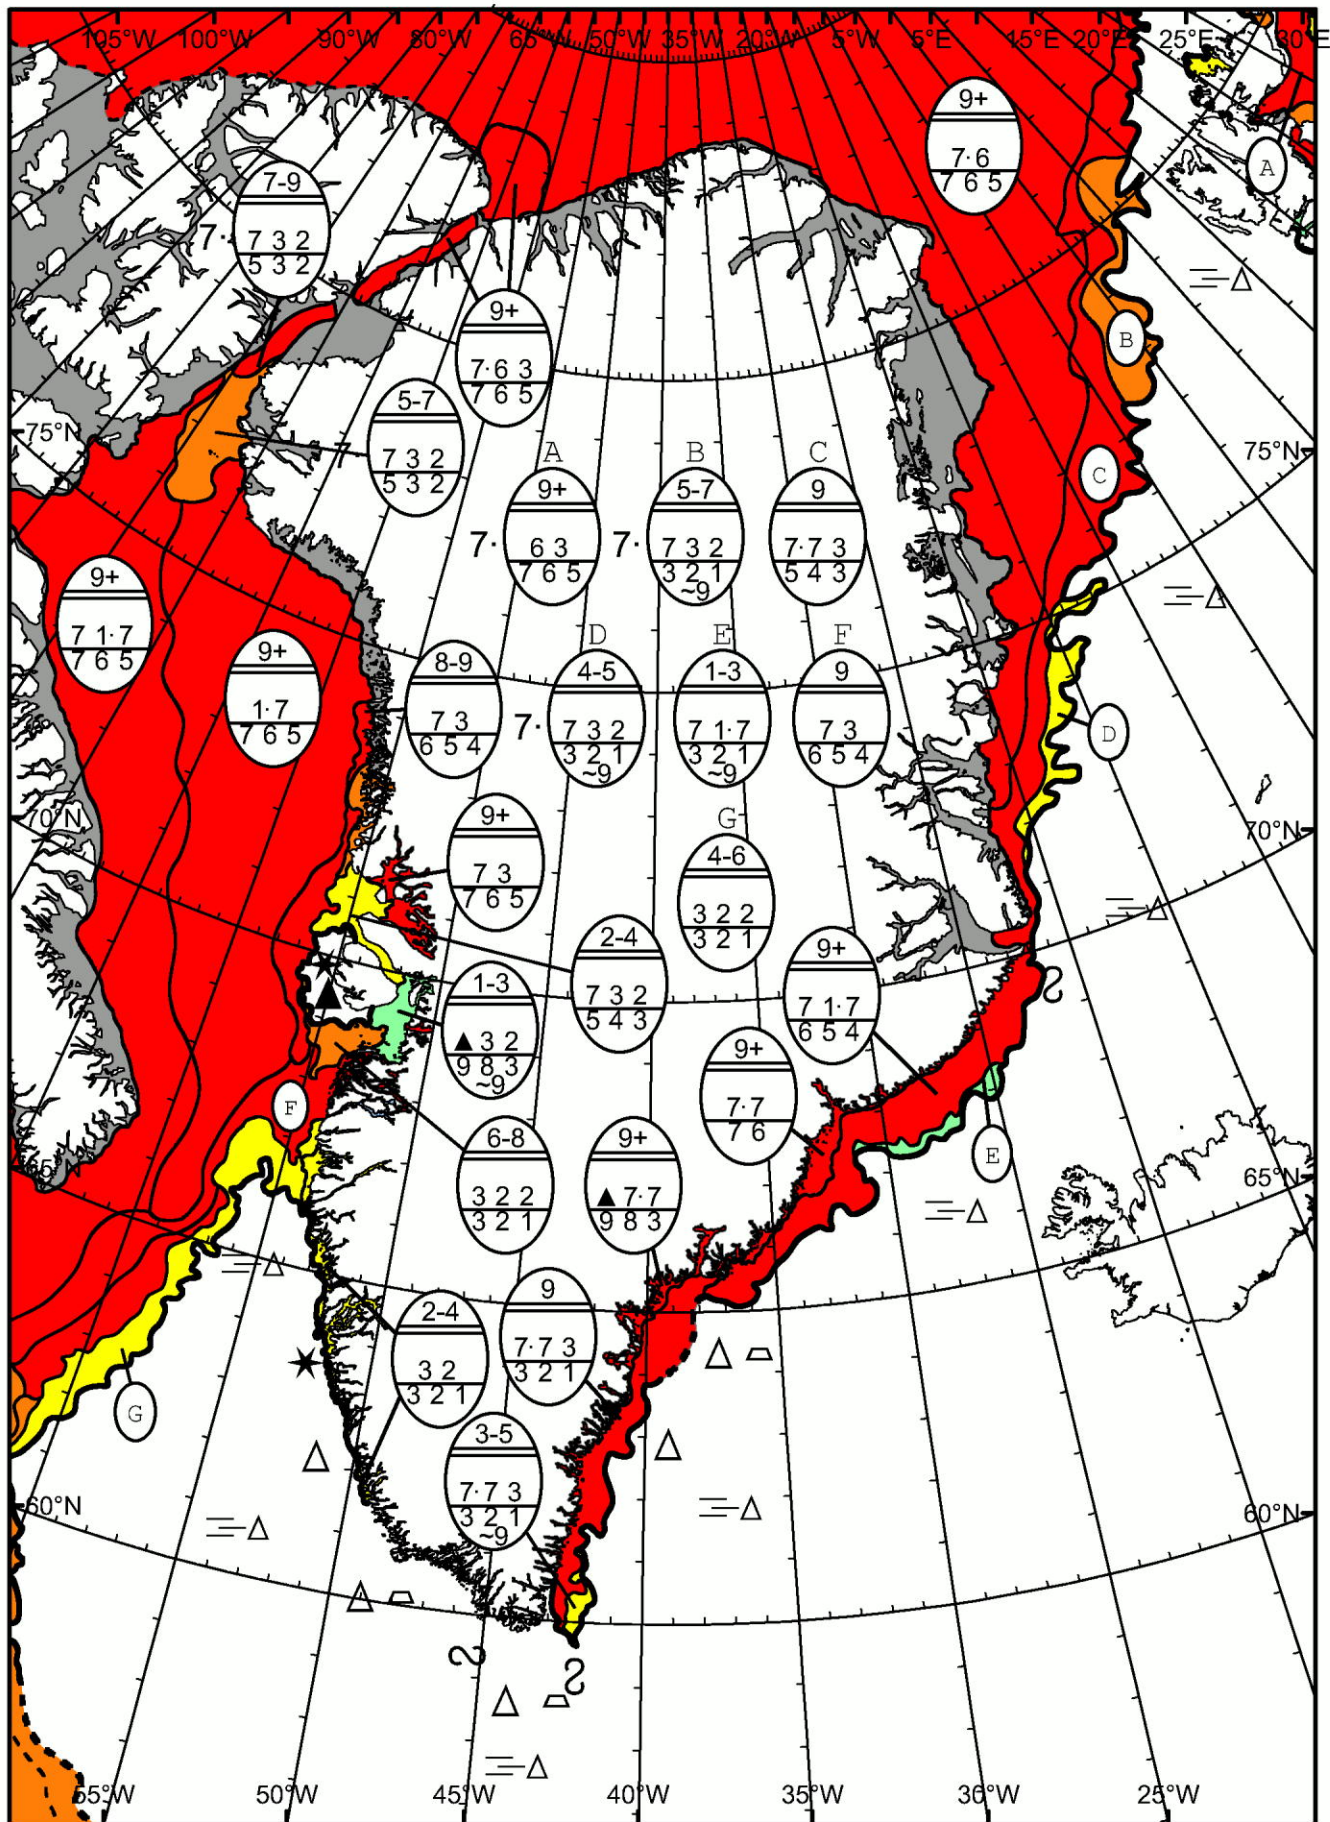 105°W 100°W 90°W 80°W 65°W 50°W 35°W 20°W 5°W 5°E 15°E 20°E 25°E 30°E
9+
7·6
7 6 5
A
7-9
7· 7 3 2
5 3 2
9+
7·6 3
7 6 5
B
5-7
7 7 3 2
5 3 2
75°N
75°N
A
9+
7· 6 3
7 6 5
B
5-7
7· 7 3 2
3 2 1
~9
C
9
7·7 3
5 4 3
C
9+
7 1·7
7 6 5
9+
1·7
7 6 5
8-9
7 3
6 5 4
D
4-5
7· 7 3 2
3 2 1
~9
E
1-3
7 1·7
3 2 1
~9
F
9
7 3
6 5 4
D
70°N
70°N
9+
7 3
7 6 5
G
4-6
3 2 2
3 2 1
2-4
7 3 2
5 4 3
9+
7 1·7
6 5 4
1-3
▲ 3 2
9 8 3
~9
9+
7·7
7 6
F
E
65°N
65°N
6-8
3 2 2
3 2 1
9+
▲ 7·7
9 8 3
2-4
3 2
3 2 1
9
7·7 3
3 2 1
G
3-5
7·7 3
3 2 1
~9
60°N
60°N
55°W 50°W 45°W 40°W 35°W 30°W 25°W